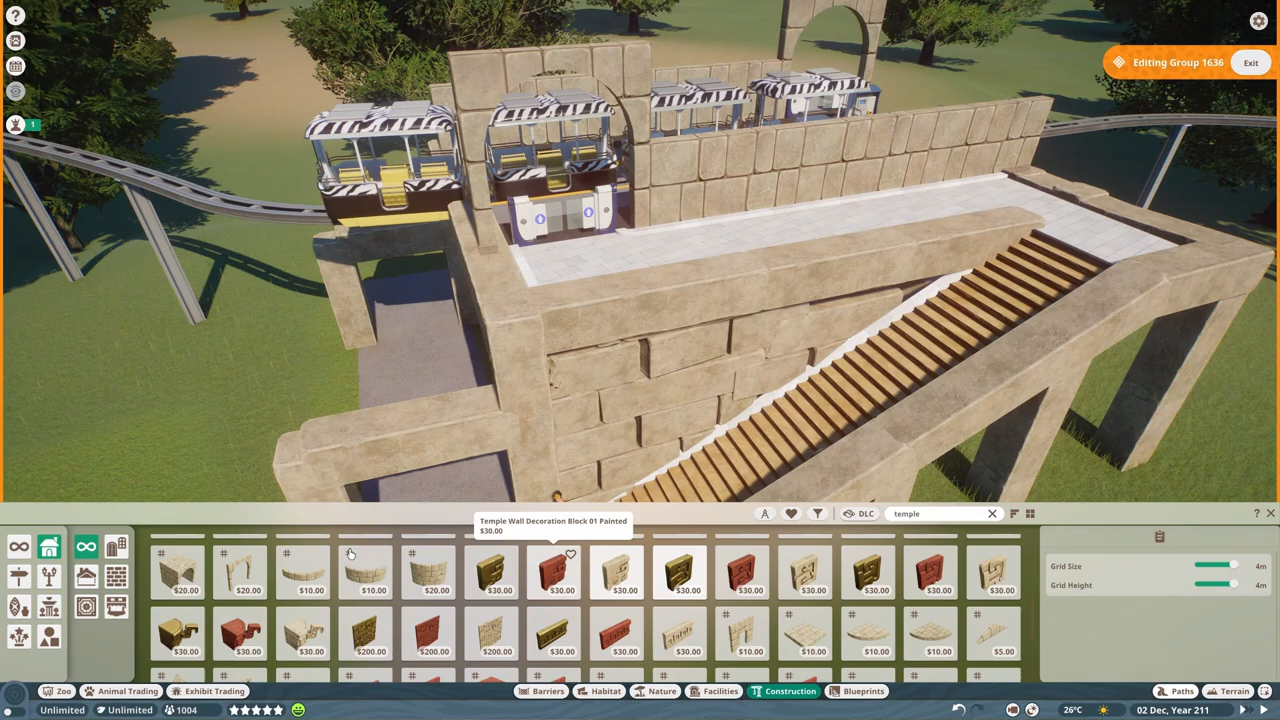 ?
Editing Group 1636
Exit
1
DLC
temple
? ×
Temple Wall Decoration Block 01 Painted
$30.00
$20.00 $20.00 $10.00 $10.00 $20.00 $30.00 $30.00 $30.00 $30.00 $30.00 $30.00 $30.00 $30.00 $30.00
Grid Size 4m
Grid Height 4m
$30.00 $30.00 $30.00 $200.00 $200.00 $200.00 $30.00 $30.00 $30.00 $10.00 $10.00 $10.00 $10.00 $5.00
Zoo Animal Trading Exhibit Trading Barriers Habitat Nature Facilities Construction Blueprints Paths Terrain
Unlimited Unlimited 1004 26°C 02 Dec, Year 211